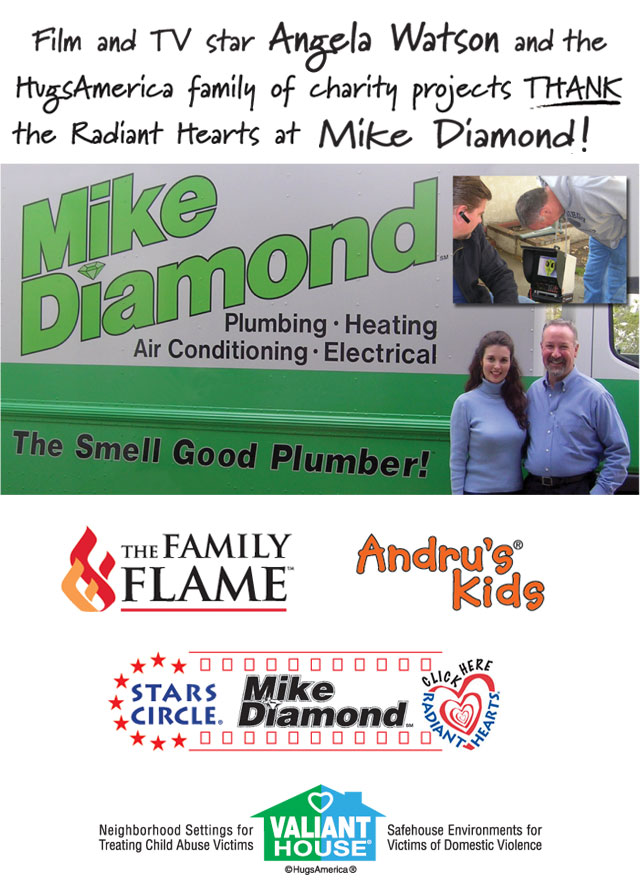 Film and TV star Angela Watson and the
HugsAmerica family of charity projects THANK
the Radiant Hearts at Mike Diamond!
Mike
Diamond SM
Plumbing · Heating
Air Conditioning · Electrical
The Smell Good Plumber!
THE FAMILY
FLAME™
Andru's®
Kids
STARS
CIRCLE®
Mike
Diamond SM
CLICK HERE
RADIANT HEARTS
Neighborhood Settings for
Treating Child Abuse Victims
VALIANT
HOUSE®
Safehouse Environments for
Victims of Domestic Violence
©HugsAmerica®